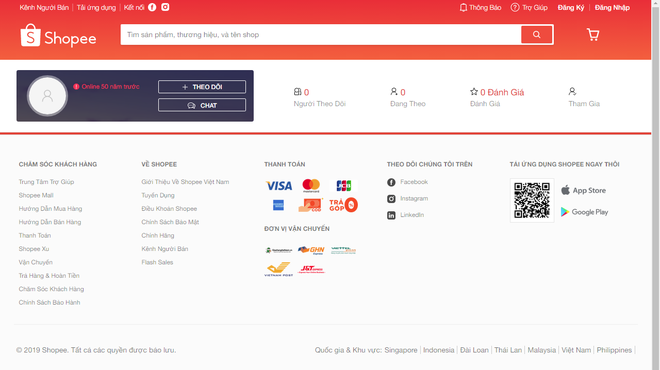 Kênh Người Bán | Tải ứng dụng | Kết nối
Thông Báo Trợ Giúp Đăng Ký | Đăng Nhập
Shopee
Tìm sản phẩm, thương hiệu, và tên shop
Online 50 năm trước
+ THEO DÕI
CHAT
0
Người Theo Dõi
0
Đang Theo
0 Đánh Giá
Đánh Giá
Tham Gia
CHĂM SÓC KHÁCH HÀNG
Trung Tâm Trợ Giúp
Shopee Mall
Hướng Dẫn Mua Hàng
Hướng Dẫn Bán Hàng
Thanh Toán
Shopee Xu
Vận Chuyển
Trả Hàng & Hoàn Tiền
Chăm Sóc Khách Hàng
Chính Sách Bảo Hành
VỀ SHOPEE
Giới Thiệu Về Shopee Việt Nam
Tuyển Dụng
Điều Khoản Shopee
Chính Sách Bảo Mật
Chính Hãng
Kênh Người Bán
Flash Sales
THANH TOÁN
VISA
MasterCard
JCB
COD
TRẢ GÓP
ĐƠN VỊ VẬN CHUYỂN
GHN
VIETNAM POST
J&T
THEO DÕI CHÚNG TÔI TRÊN
Facebook
Instagram
LinkedIn
TẢI ỨNG DỤNG SHOPEE NGAY THÔI
App Store
Google Play
© 2019 Shopee. Tất cả các quyền được bảo lưu.
Quốc gia & Khu vực: Singapore | Indonesia | Đài Loan | Thái Lan | Malaysia | Việt Nam | Philippines |